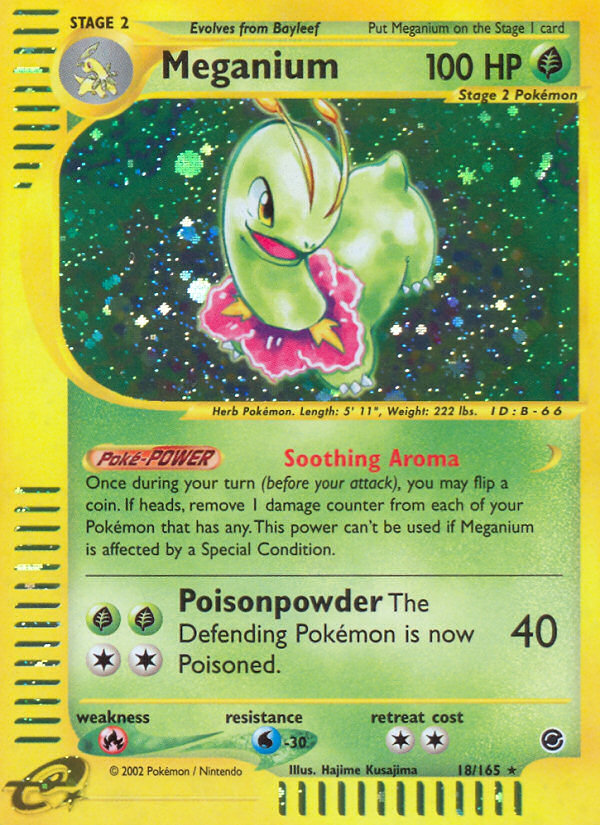 STAGE 2
Evolves from Bayleef
Put Meganium on the Stage 1 card
Meganium
100 HP
Stage 2 Pokémon
Herb Pokémon. Length: 5' 11", Weight: 222 lbs. ID:B-66
Poké-POWER
Soothing Aroma
Once during your turn (before your attack), you may flip a
coin. If heads, remove 1 damage counter from each of your
Pokémon that has any. This power can't be used if Meganium
is affected by a Special Condition.
Poisonpowder The
Defending Pokémon is now
Poisoned.
40
weakness
resistance
retreat cost
-30
© 2002 Pokémon / Nintendo
Illus. Hajime Kusajima
18/165 ★
e